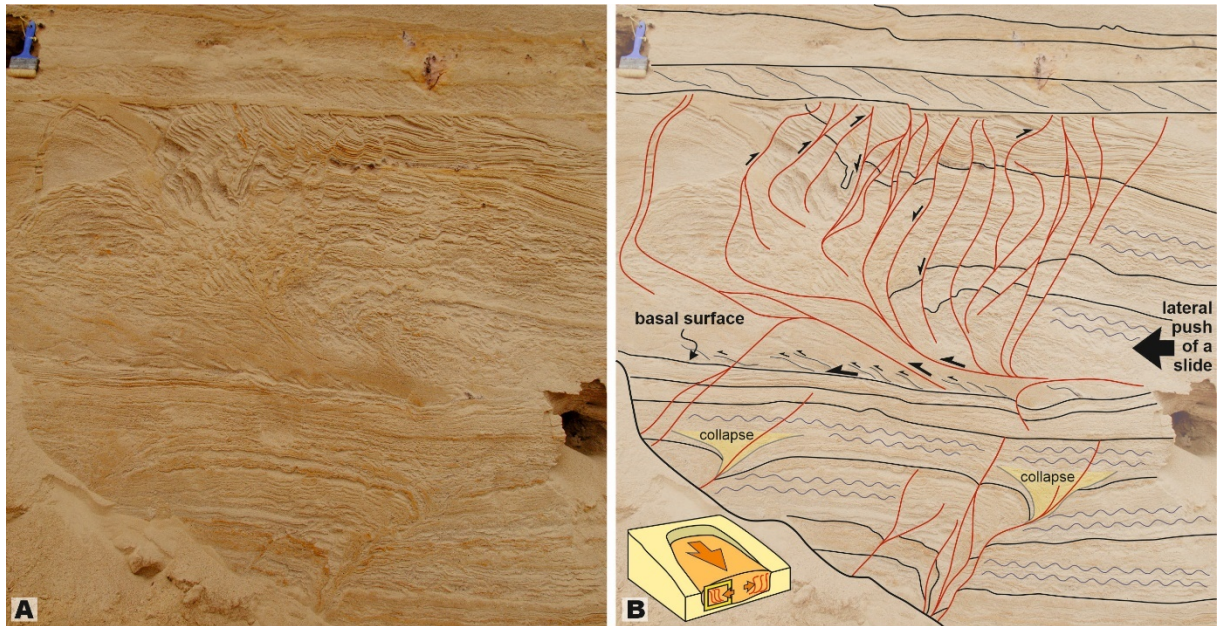 A
B
basal surface
lateral
push
of a
slide
collapse
collapse